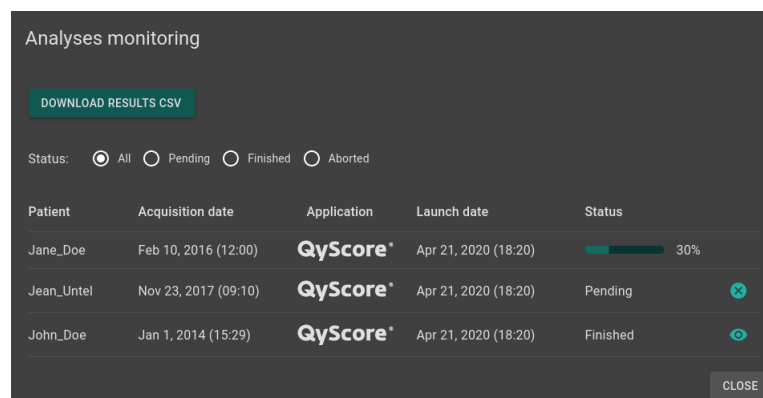 Analyses monitoring
DOWNLOAD RESULTS CSV
Status: All Pending Finished Aborted
Patient Acquisition date Application Launch date Status
Jane_Doe Feb 10, 2016 (12:00) QyScore® Apr 21, 2020 (18:20) 30%
Jean_Untel Nov 23, 2017 (09:10) QyScore® Apr 21, 2020 (18:20) Pending
John_Doe Jan 1, 2014 (15:29) QyScore® Apr 21, 2020 (18:20) Finished
CLOSE